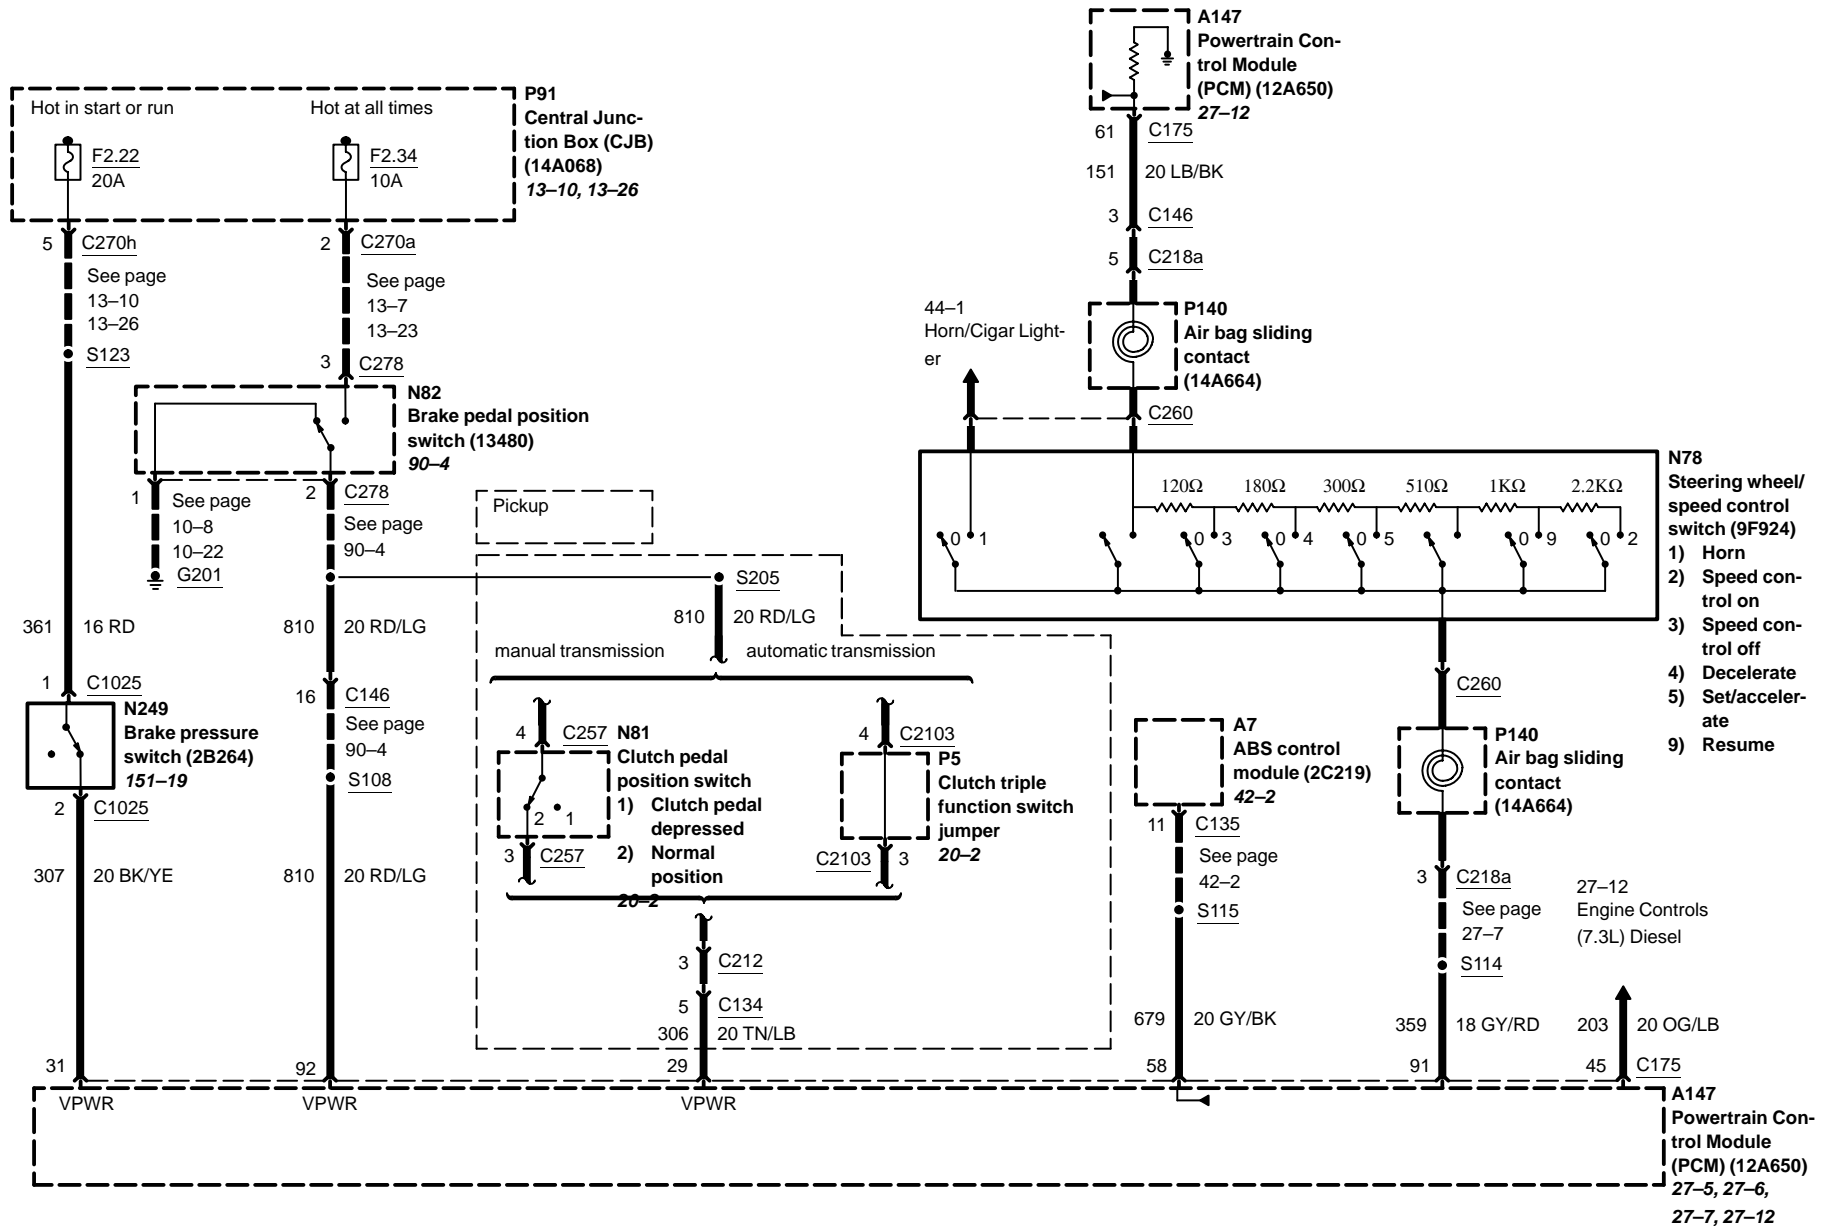 A147
Powertrain Con-
trol Module
(PCM) (12A650)
27–12
Hot in start or run
Hot at all times
P91
Central Junc-
tion Box (CJB)
(14A068)
13–10, 13–26
F2.22
20A
F2.34
10A
61
C175
151
20 LB/BK
3
C146
5
C218a
5
C270h
2
C270a
See page
13–10
13–26
See page
13–7
13–23
S123
3
C278
44–1
Horn/Cigar Light-
er
P140
Air bag sliding
contact
(14A664)
C260
N82
Brake pedal position
switch (13480)
90–4
1
See page
10–8
10–22
G201
2
C278
See page
90–4
Pickup
120Ω
180Ω
300Ω
510Ω
1KΩ
2.2KΩ
0 1
0 3
0 4
0 5
0 9
0 2
N78
Steering wheel/
speed control
switch (9F924)
1) Horn
2) Speed con-
trol on
3) Speed con-
trol off
4) Decelerate
5) Set/acceler-
ate
9) Resume
S205
810
20 RD/LG
361
16 RD
810
20 RD/LG
manual transmission
automatic transmission
1
C1025
16
C146
See page
90–4
S108
N249
Brake pressure
switch (2B264)
151–19
2
C1025
4
C257
N81
Clutch pedal
position switch
1) Clutch pedal
depressed
2) Normal
position
20–2
2 1
3
C257
4
C2103
P5
Clutch triple
function switch
jumper
20–2
C2103
3
A7
ABS control
module (2C219)
42–2
11
C135
See page
42–2
S115
C260
P140
Air bag sliding
contact
(14A664)
3
C218a
See page
27–7
S114
27–12
Engine Controls
(7.3L) Diesel
307
20 BK/YE
810
20 RD/LG
3
C212
5
C134
306
20 TN/LB
679
20 GY/BK
359
18 GY/RD
203
20 OG/LB
31
92
29
58
91
45
C175
VPWR
VPWR
VPWR
A147
Powertrain Con-
trol Module
(PCM) (12A650)
27–5, 27–6,
27–7, 27–12